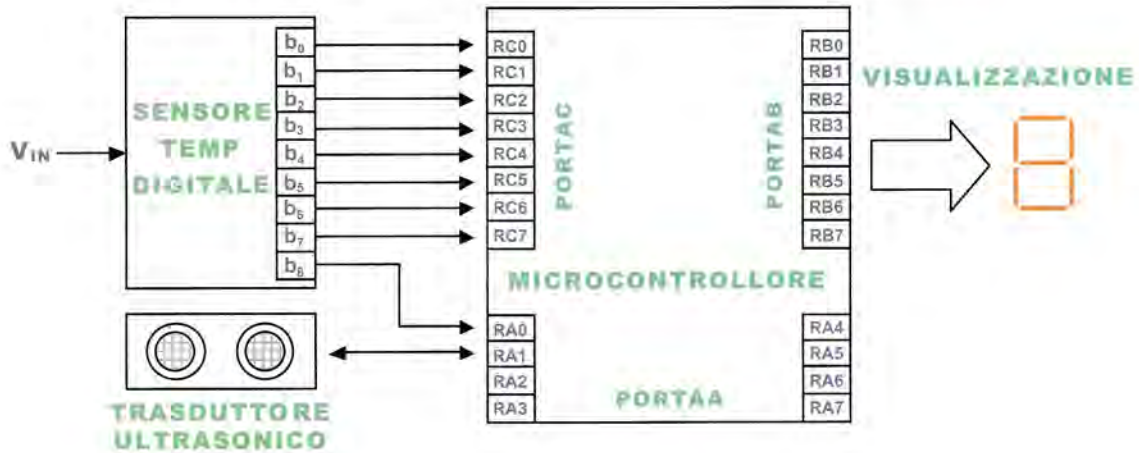 b0
b1
b2
b3
b4
b5
b6
b7
b8
SENSORE
TEMP
DIGITALE
VIN
RC0
RC1
RC2
RC3
RC4
RC5
RC6
RC7
PORTAC
PORTAB
RB0
RB1
RB2
RB3
RB4
RB5
RB6
RB7
VISUALIZZAZIONE
MICROCONTROLLORE
RA0
RA1
RA2
RA3
PORTAA
RA4
RA5
RA6
RA7
TRASDUTTORE
ULTRASONICO